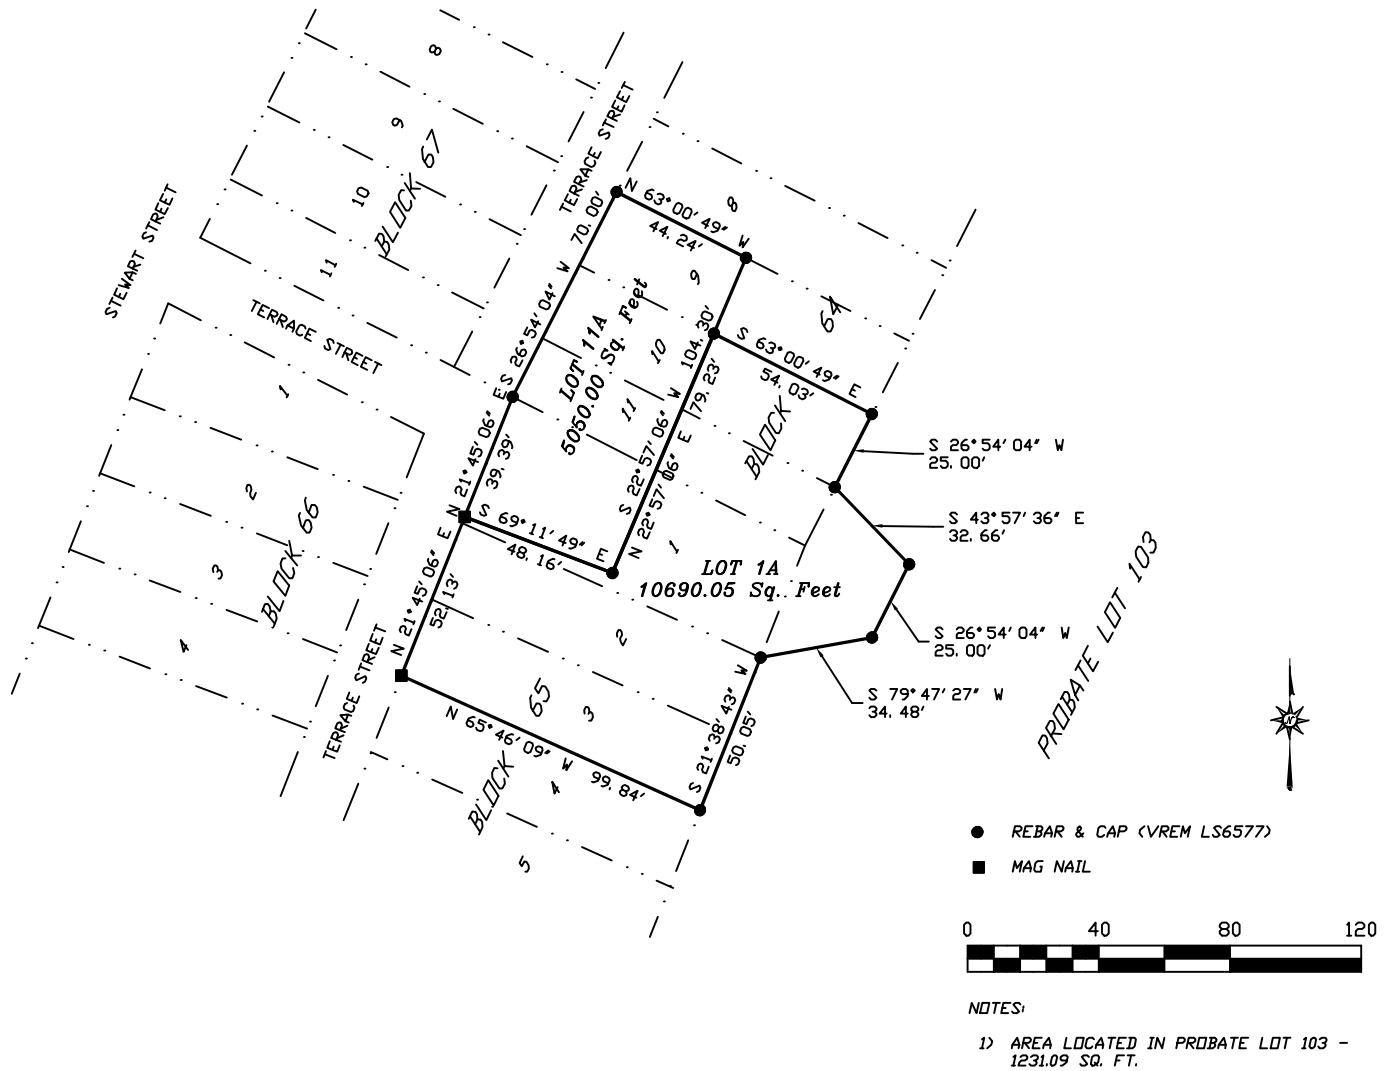 8
9
10
11
BLOCK 67
STEWART STREET
TERRACE STREET
TERRACE STREET
1
2
3
4
BLOCK 66
TERRACE STREET
8
9
10
11
64
BLOCK
N 63°00'49" W
44.24'
S 26°54'04" W
70.00'
LOT 11A
5050.00 Sq. Feet
104.30'
S 22°57'06" W
79.23'
N 22°57'06" E
S 63°00'49" E
54.03'
N 21°45'06" E
39.39'
S 69°11'49" E
48.16'
S 26°54'04" W
25.00'
S 43°57'36" E
32.66'
S 26°54'04" W
25.00'
S 79°47'27" W
34.48'
1
LOT 1A
10690.05 Sq. Feet
2
3
4
5
BLOCK
65
N 21°45'06" E
52.13'
N 65°46'09" W
99.84'
S 21°38'43" W
50.05'
PROBATE LOT 103
N
REBAR & CAP (VREM LS6577)
MAG NAIL
0 40 80 120
NOTES:
1) AREA LOCATED IN PROBATE LOT 103 -
1231.09 SQ. FT.